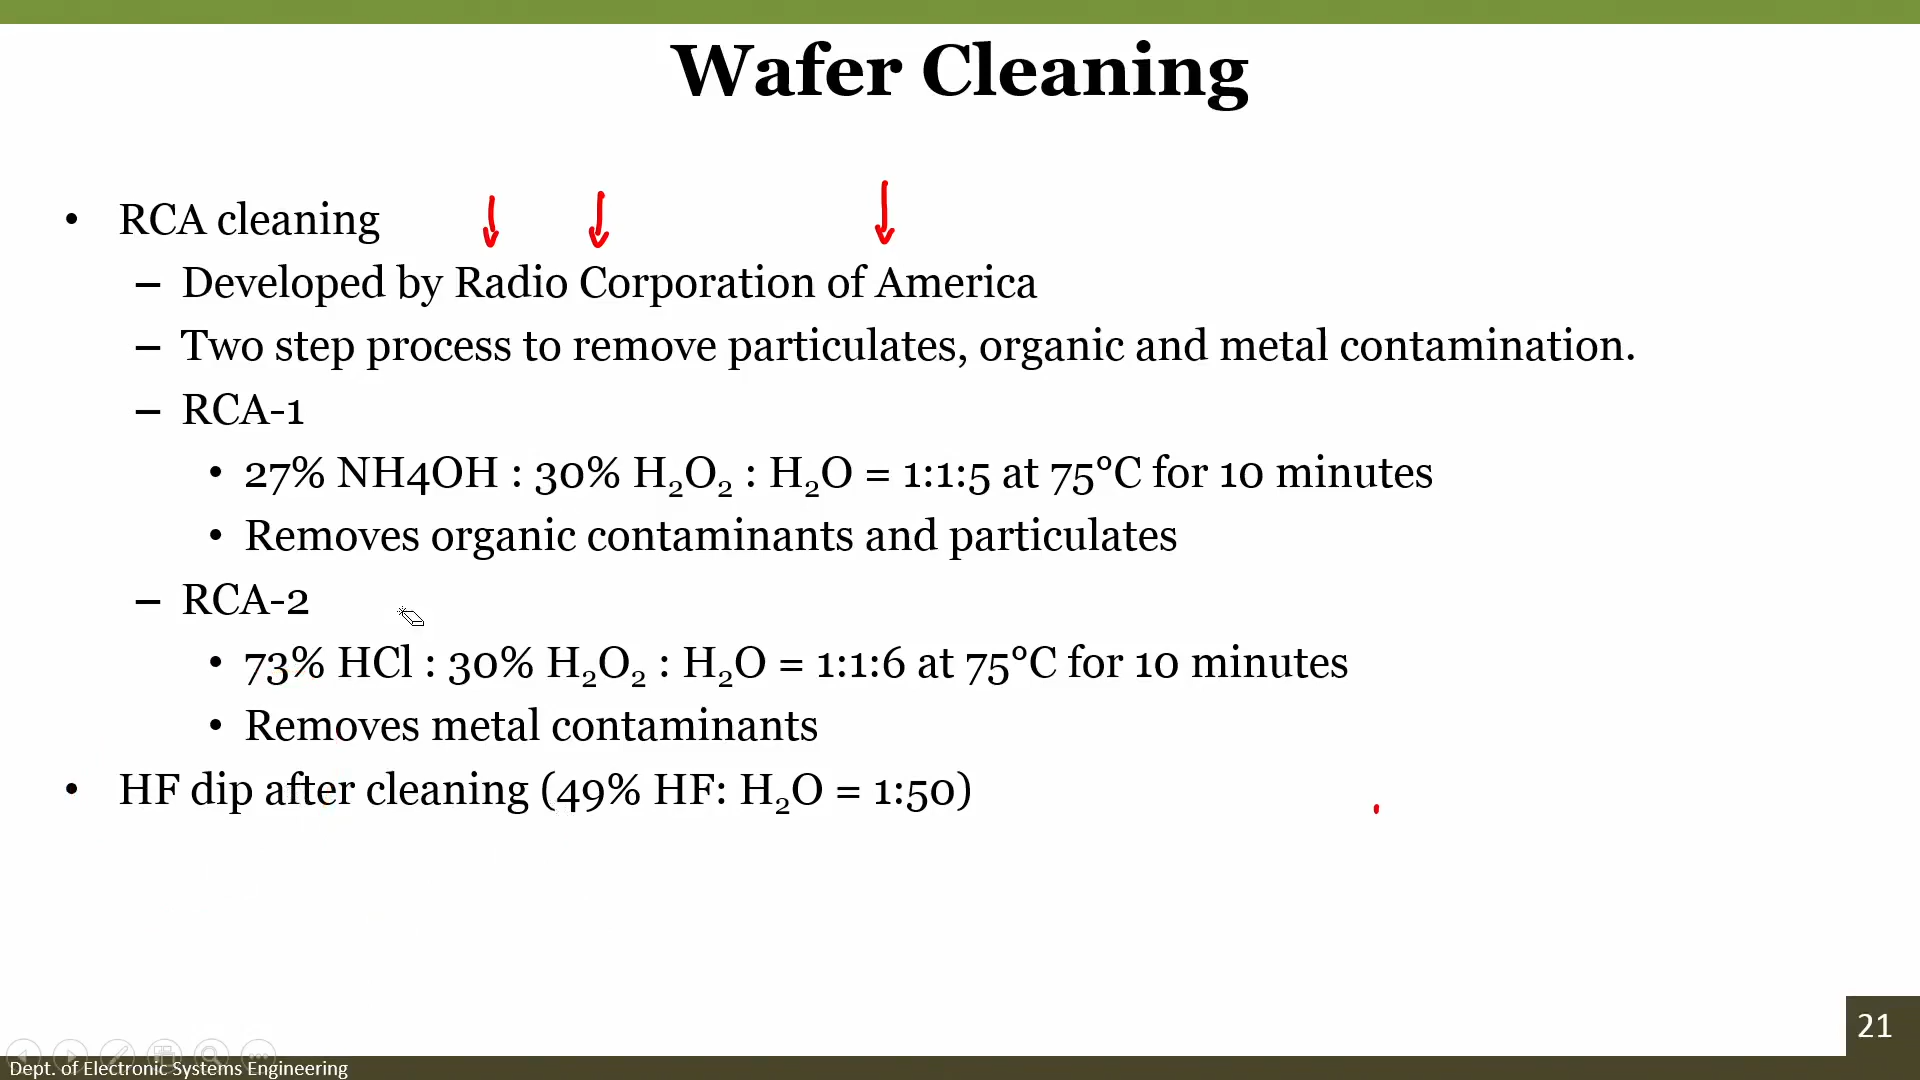 Wafer Cleaning
• RCA cleaning
– Developed by Radio Corporation of America
– Two step process to remove particulates, organic and metal contamination.
– RCA-1
• 27% NH4OH : 30% H₂O₂ : H₂O = 1:1:5 at 75°C for 10 minutes
• Removes organic contaminants and particulates
– RCA-2
• 73% HCl : 30% H₂O₂ : H₂O = 1:1:6 at 75°C for 10 minutes
• Removes metal contaminants
• HF dip after cleaning (49% HF: H₂O = 1:50)
21
Dept. of Electronic Systems Engineering